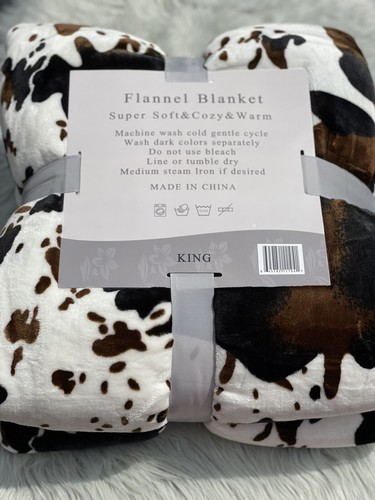 Flannel Blanket
Super Soft&Cozy&Warm
Machine wash cold gentle cycle
Wash dark colors separately
Do not use bleach
Line or tumble dry
Medium steam Iron if desired
MADE IN CHINA
KING